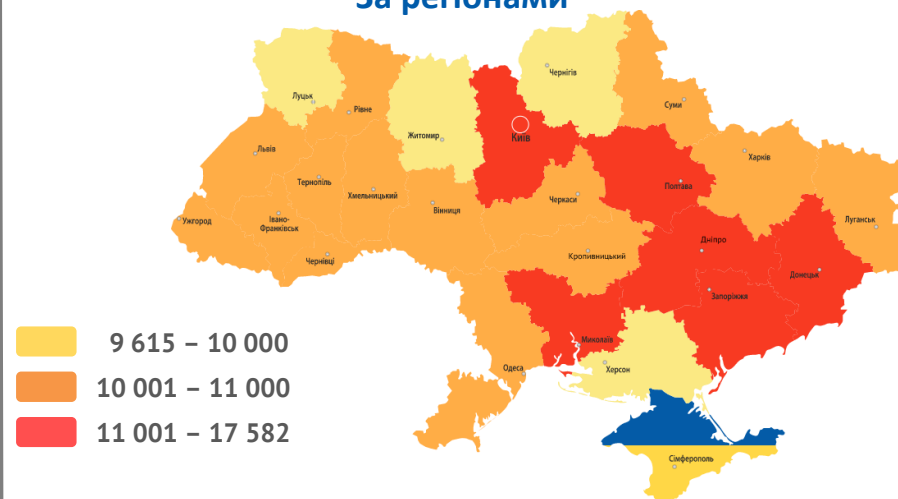 За регіонами
Чернігів
Луцьк
Суми
Рівне
Житомир
Київ
Львів
Харків
Тернопіль
Полтава
Хмельницький
Черкаси
Вінниця
Ужгород
Івано-
Франківськ
Луганськ
Дніпро
Кропивницький
Чернівці
Донецьк
Запоріжжя
Миколаїв
Одеса
Херсон
Сімферополь
9 615 – 10 000
10 001 – 11 000
11 001 – 17 582